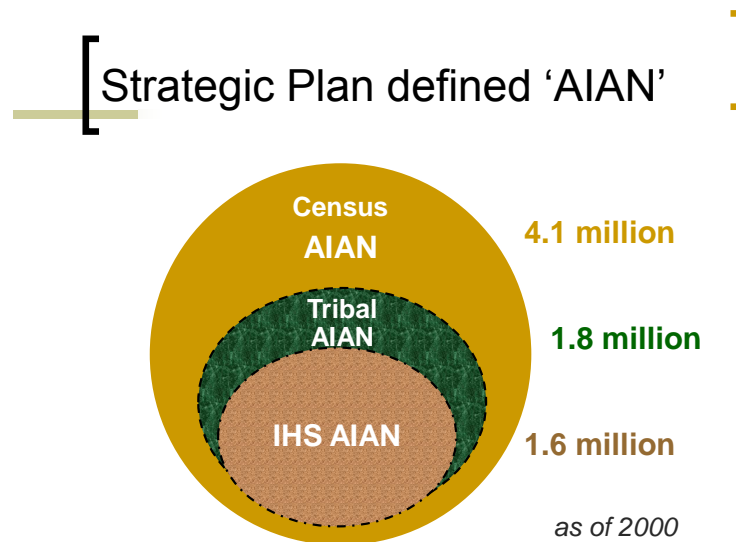 Strategic Plan defined ‘AIAN’
Census
AIAN
4.1 million
Tribal
AIAN
1.8 million
IHS AIAN
1.6 million
as of 2000